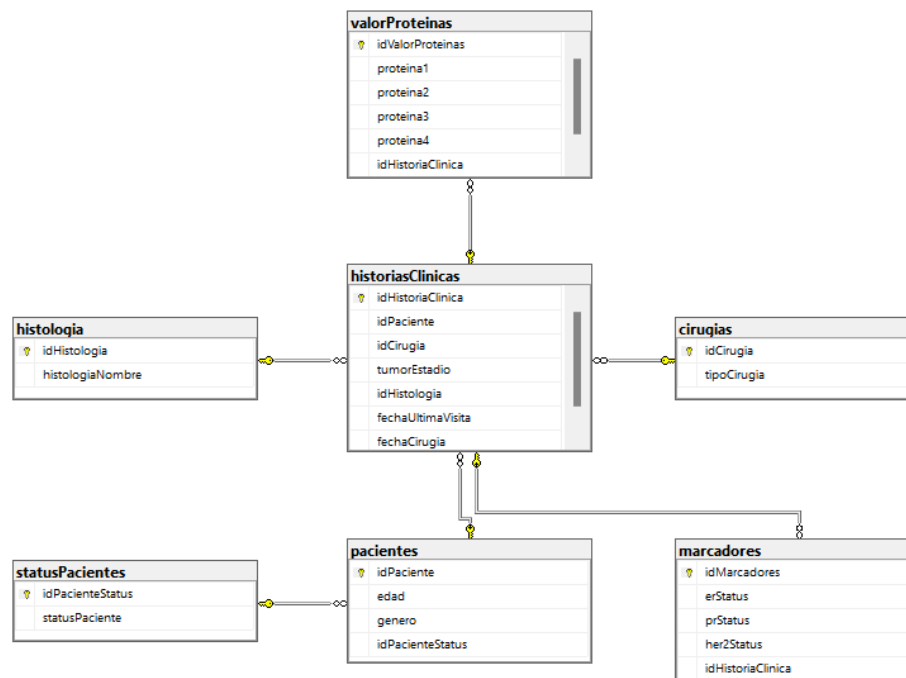 valorProteinas
idValorProteinas
proteina1
proteina2
proteina3
proteina4
idHistoriaClinica
historiasClinicas
idHistoriaClinica
idPaciente
idCirugia
tumorEstadio
idHistologia
fechaUltimaVisita
fechaCirugia
histologia
idHistologia
histologiaNombre
cirugias
idCirugia
tipoCirugia
statusPacientes
idPacienteStatus
statusPaciente
pacientes
idPaciente
edad
genero
idPacienteStatus
marcadores
idMarcadores
erStatus
prStatus
her2Status
idHistoriaClinica